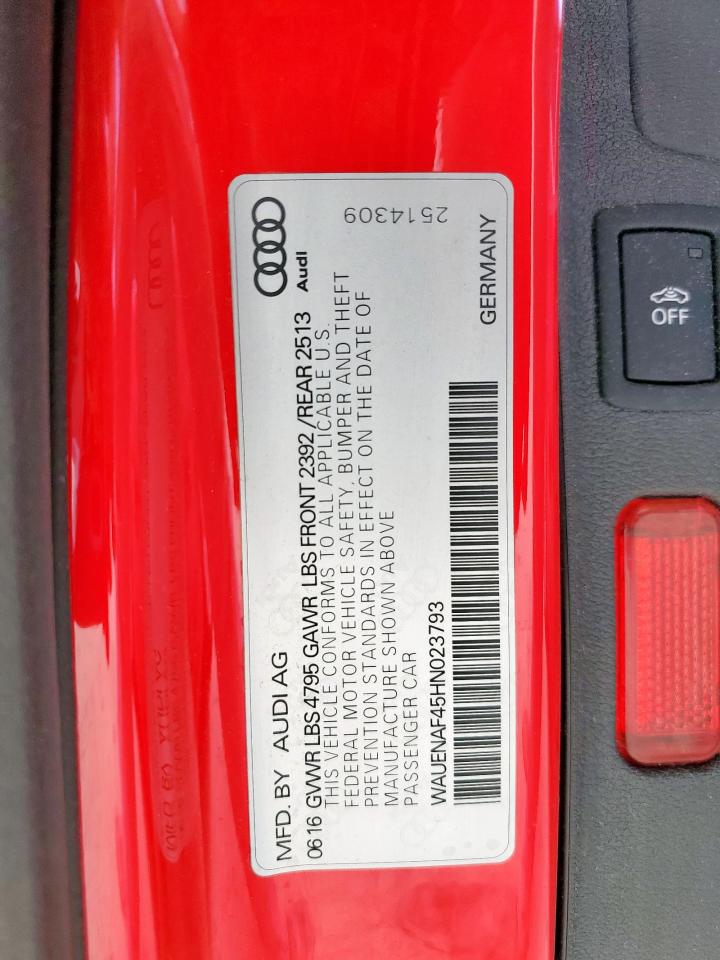 MFD. BY AUDI AG
Audi
0616 GVWR LBS 4795 GAWR LBS FRONT 2392/REAR 2513
THIS VEHICLE CONFORMS TO ALL APPLICABLE U.S.
FEDERAL MOTOR VEHICLE SAFETY, BUMPER AND THEFT
PREVENTION STANDARDS IN EFFECT ON THE DATE OF
MANUFACTURE SHOWN ABOVE
PASSENGER CAR
2514309
WAUENAF45HN023793
GERMANY
OFF